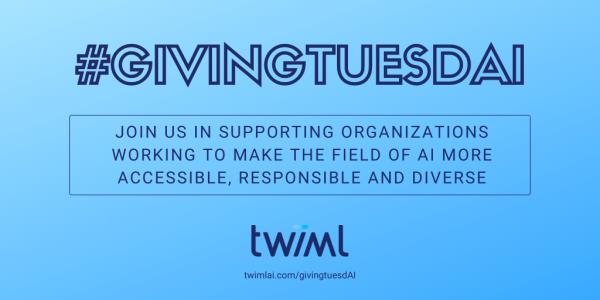 #GIVINGTUESDAI
JOIN US IN SUPPORTING ORGANIZATIONS
WORKING TO MAKE THE FIELD OF AI MORE
ACCESSIBLE, RESPONSIBLE AND DIVERSE
twiml
twimlai.com/givingtuesdAI